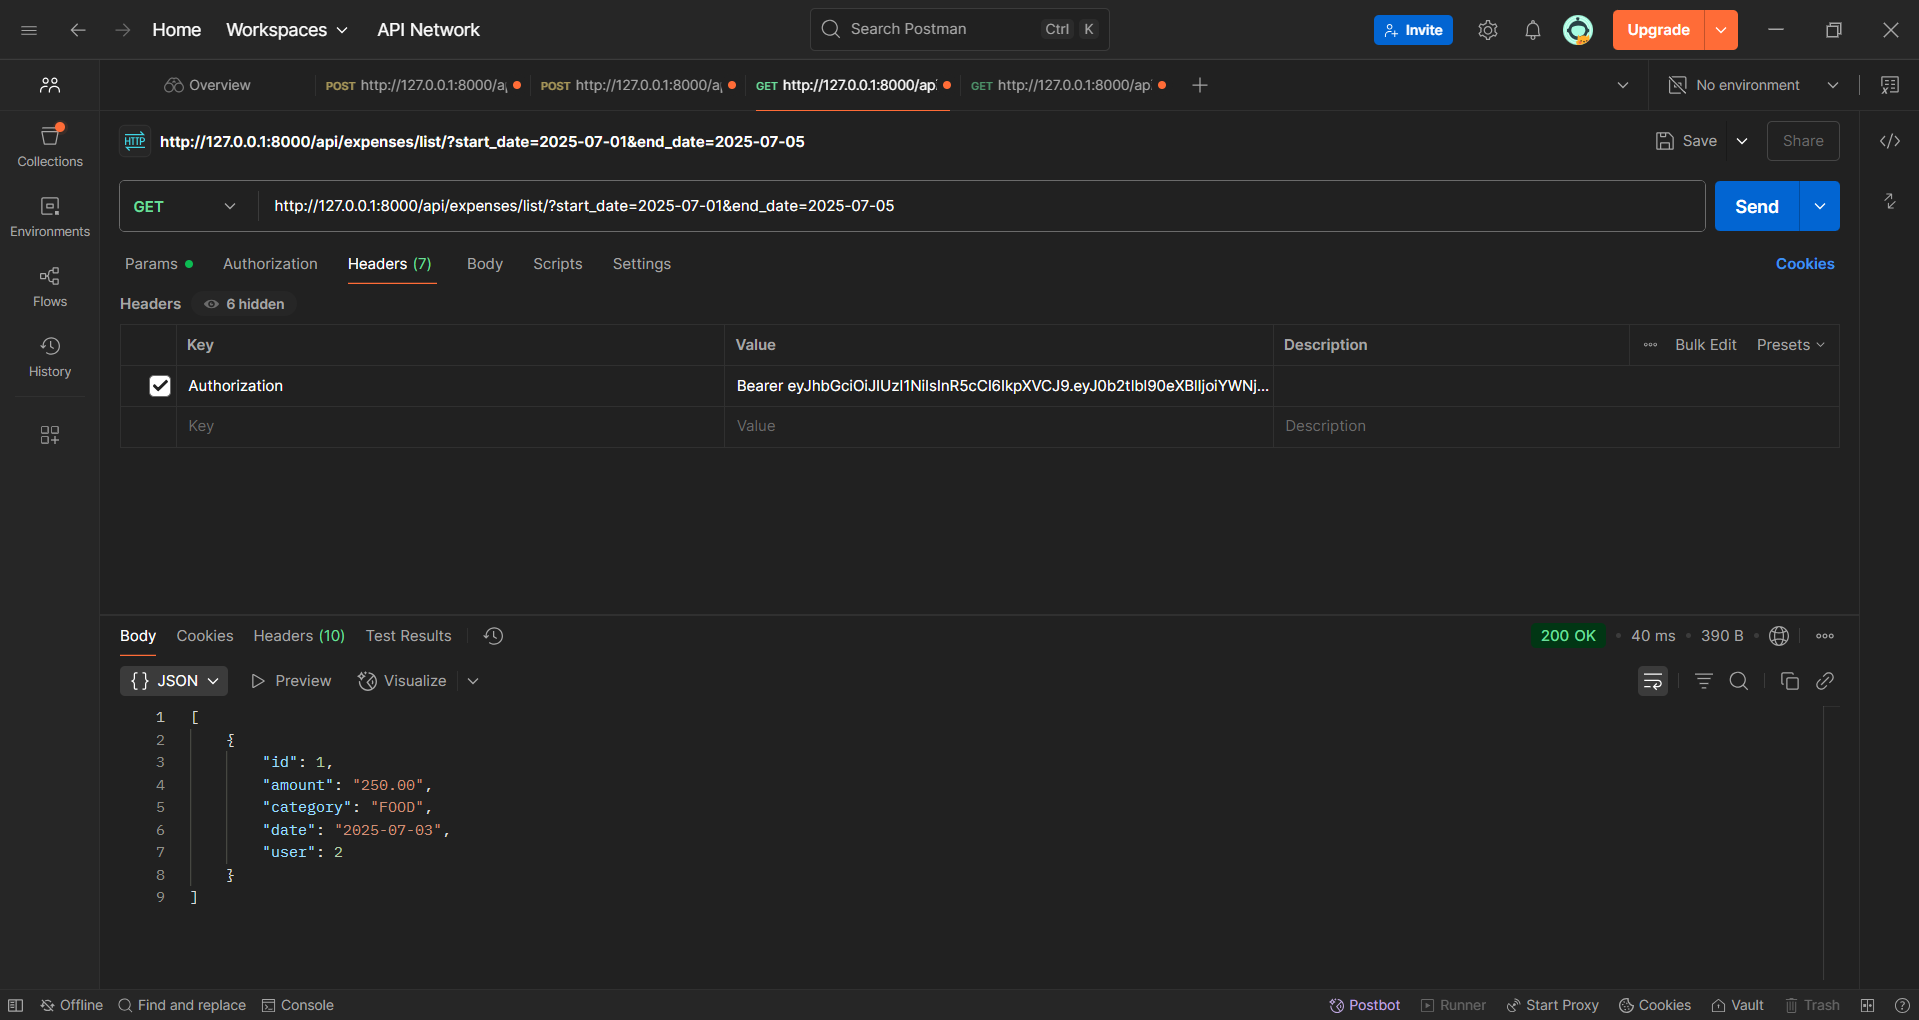 Home Workspaces API Network Search Postman Ctrl K Invite Upgrade
Overview POST http://127.0.0.1:8000/a POST http://127.0.0.1:8000/a GET http://127.0.0.1:8000/ap GET http://127.0.0.1:8000/ap No environment
HTTP http://127.0.0.1:8000/api/expenses/list/?start_date=2025-07-01&end_date=2025-07-05 Save Share
Collections
GET http://127.0.0.1:8000/api/expenses/list/?start_date=2025-07-01&end_date=2025-07-05 Send
Environments
Params Authorization Headers (7) Body Scripts Settings Cookies
Flows
Headers 6 hidden
Key Value Description Bulk Edit Presets
History
Authorization Bearer eyJhbGciOiJIUzI1NiIsInR5cCI6IkpXVCJ9.eyJ0b2tlbl90eXBlIjoiYWNj...
Key Value Description
Body Cookies Headers (10) Test Results 200 OK 40 ms 390 B
{} JSON Preview Visualize
1 [
2 {
3 "id": 1,
4 "amount": "250.00",
5 "category": "FOOD",
6 "date": "2025-07-03",
7 "user": 2
8 }
9 ]
Offline Find and replace Console Postbot Runner Start Proxy Cookies Vault Trash